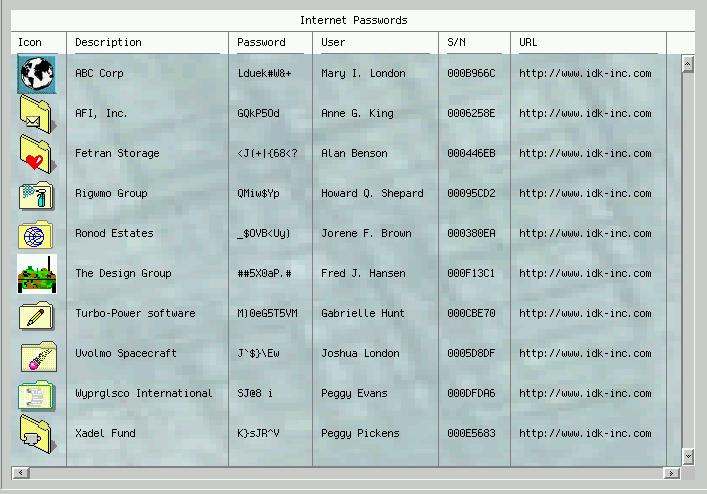 Internet Passwords
Icon Description Password User S/N URL
ABC Corp Lduek#W&+ Mary I. London 000B966C http://www.idk-inc.com
AFI, Inc. GQkP5Od Anne G. King 0006258E http://www.idk-inc.com
Fetran Storage <J(+|{68<? Alan Benson 000446EB http://www.idk-inc.com
Rigwmo Group QMiw$Yp Howard Q. Shepard 00095CD2 http://www.idk-inc.com
Ronod Estates _$OVB<Uy) Jorene F. Brown 000380EA http://www.idk-inc.com
The Design Group ##5X0aP.# Fred J. Hansen 000F13C1 http://www.idk-inc.com
Turbo-Power software M)0eG5T5VM Gabrielle Hunt 000CBE70 http://www.idk-inc.com
Uvolmo Spacecraft J`$}\Ew Joshua London 0005D8DF http://www.idk-inc.com
Wyprglsco International SJ@8 i Peggy Evans 000DFDA6 http://www.idk-inc.com
Xadel Fund K}sJR^V Peggy Pickens 000E5683 http://www.idk-inc.com